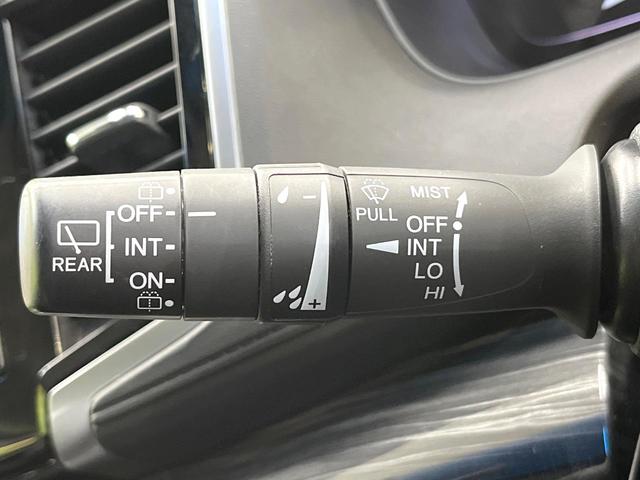 REAR
OFF
INT
ON
−
+
PULL
MIST
OFF
INT
LO
HI